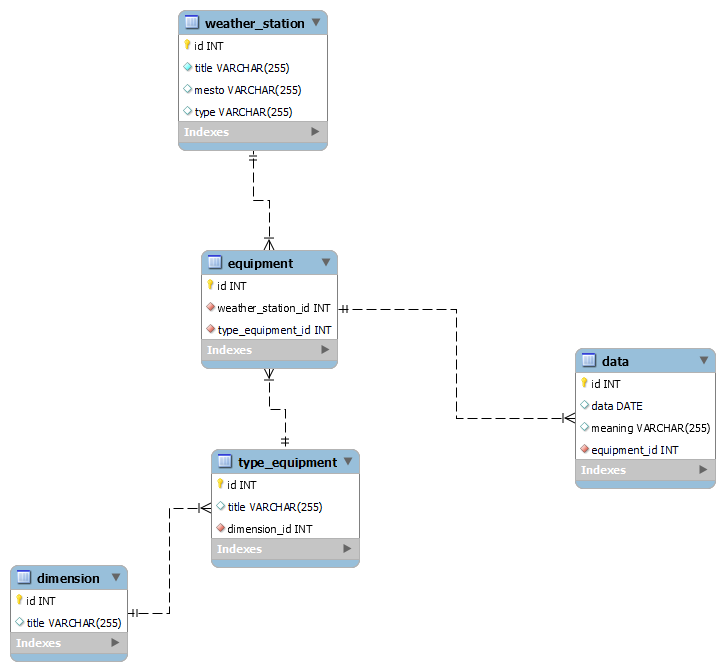 weather_station
id INT
title VARCHAR(255)
mesto VARCHAR(255)
type VARCHAR(255)
Indexes
equipment
id INT
weather_station_id INT
type_equipment_id INT
Indexes
data
id INT
data DATE
meaning VARCHAR(255)
equipment_id INT
Indexes
type_equipment
id INT
title VARCHAR(255)
dimension_id INT
Indexes
dimension
id INT
title VARCHAR(255)
Indexes